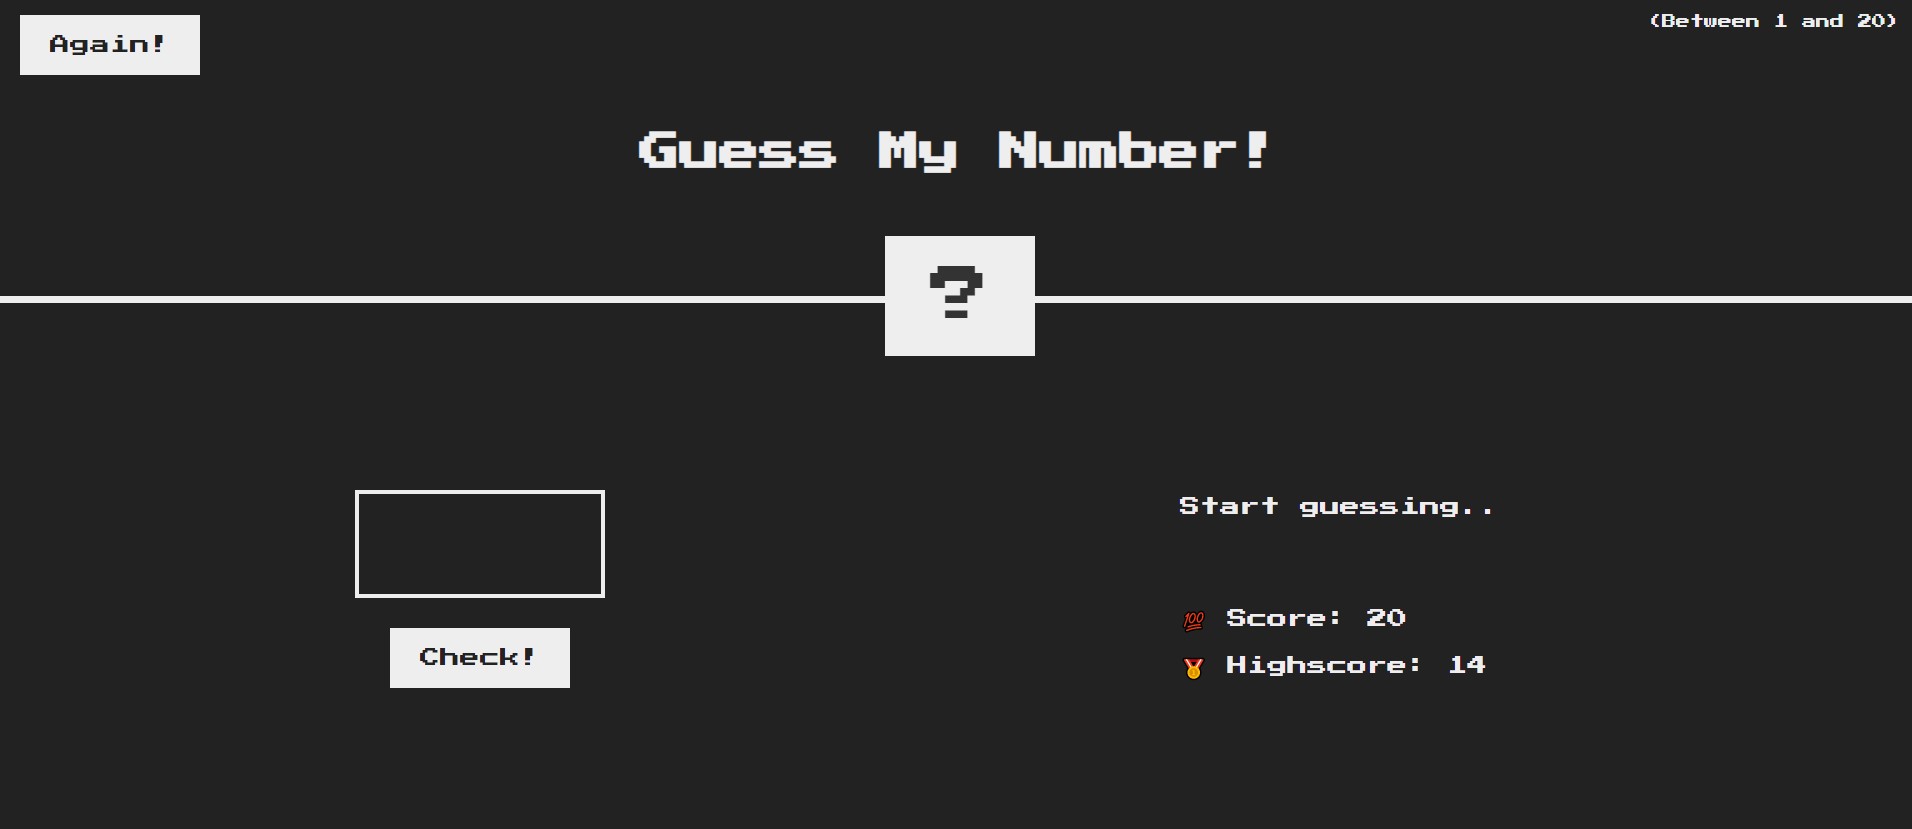 Again!
(Between 1 and 20)
Guess My Number!
?
Start guessing..
Check!
💯 Score: 20
🥇 Highscore: 14